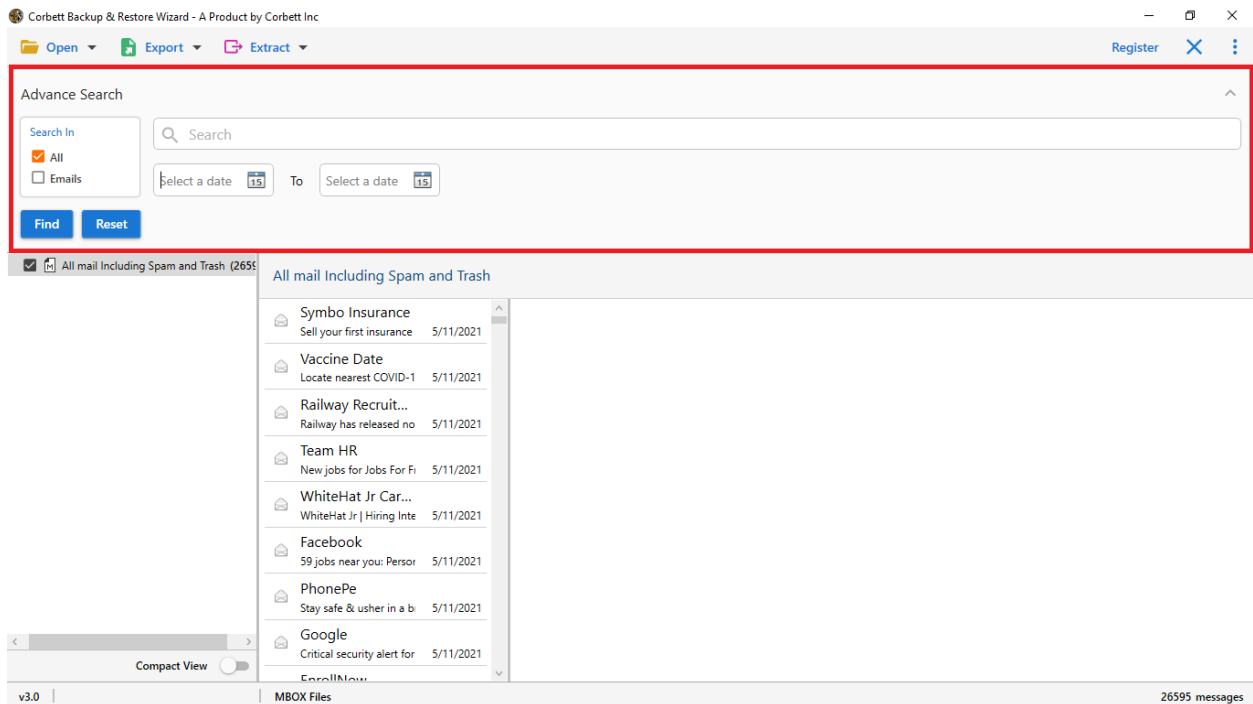 Corbett Backup & Restore Wizard - A Product by Corbett Inc
Open Export Extract Register
Advance Search
Search In
All
Emails
Search
Select a date 15 To Select a date 15
Find Reset
All mail Including Spam and Trash (2659
All mail Including Spam and Trash
Symbo Insurance
Sell your first insurance 5/11/2021
Vaccine Date
Locate nearest COVID-1 5/11/2021
Railway Recruit...
Railway has released no 5/11/2021
Team HR
New jobs for Jobs For Fr 5/11/2021
WhiteHat Jr Car...
WhiteHat Jr | Hiring Inte 5/11/2021
Facebook
59 jobs near you: Person 5/11/2021
PhonePe
Stay safe & usher in a b 5/11/2021
Google
Critical security alert for 5/11/2021
EnrollNow
Compact View
v3.0 MBOX Files 26595 messages